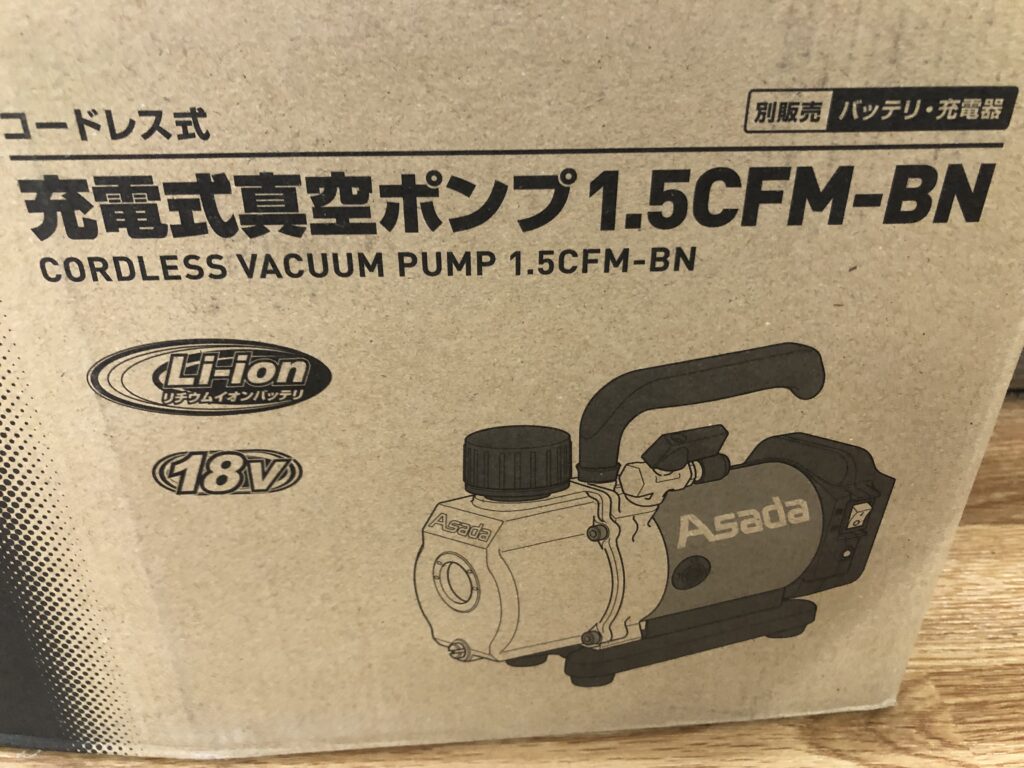 コードレス式
別販売 バッテリ・充電器
充電式真空ポンプ1.5CFM-BN
CORDLESS VACUUM PUMP 1.5CFM-BN
Li-ion
リチウムイオンバッテリ
18V
Asada
Asada